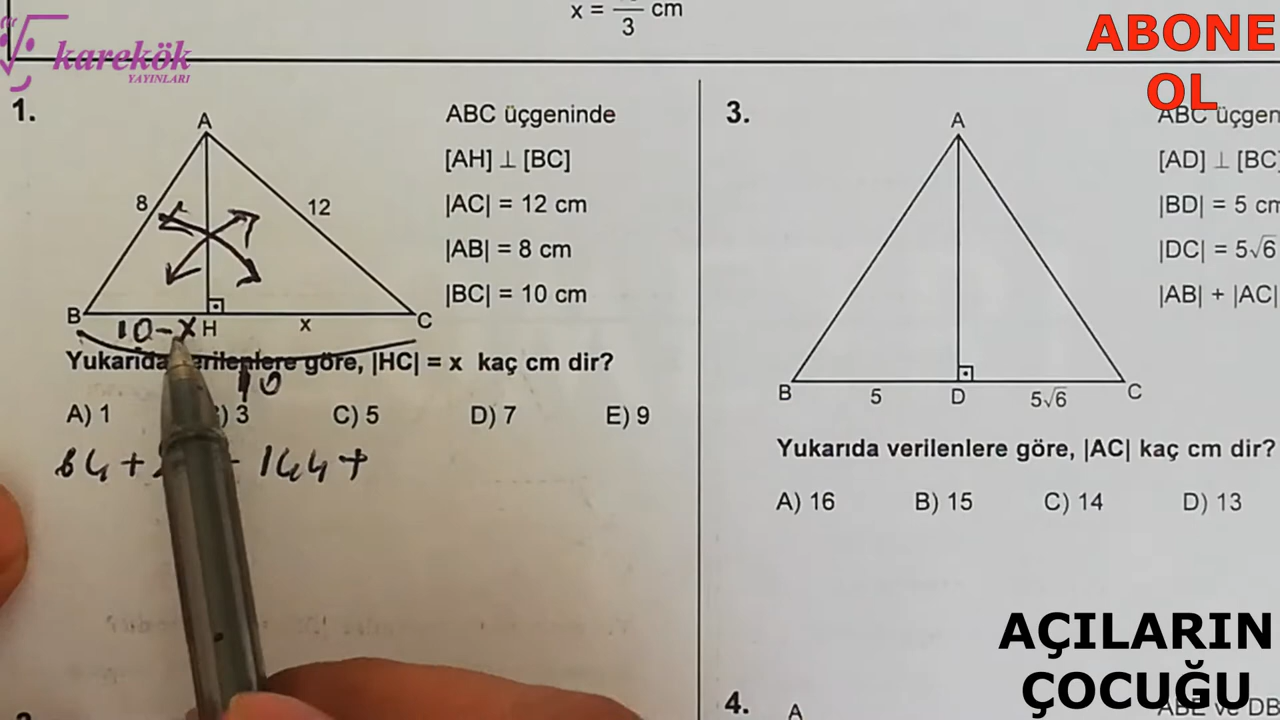 x = 3 cm
karekök
YAYINLARI
ABONE
OL
1.
A
8
12
B
10-x
H
x
C
10
ABC üçgeninde
[AH] ⊥ [BC]
|AC| = 12 cm
|AB| = 8 cm
|BC| = 10 cm
Yukarıda verilenlere göre, |HC| = x kaç cm dir?
A) 1 ) 3 C) 5 D) 7 E) 9
64 + 144 +
3.
A
B
5
D
5√6
C
ABC üçgen
[AD] ⊥ [BC]
|BD| = 5 cm
|DC| = 5√6
|AB| + |AC|
Yukarıda verilenlere göre, |AC| kaç cm dir?
A) 16 B) 15 C) 14 D) 13
AÇILARIN
ÇOCUĞU
4.
A
ABE ve DB